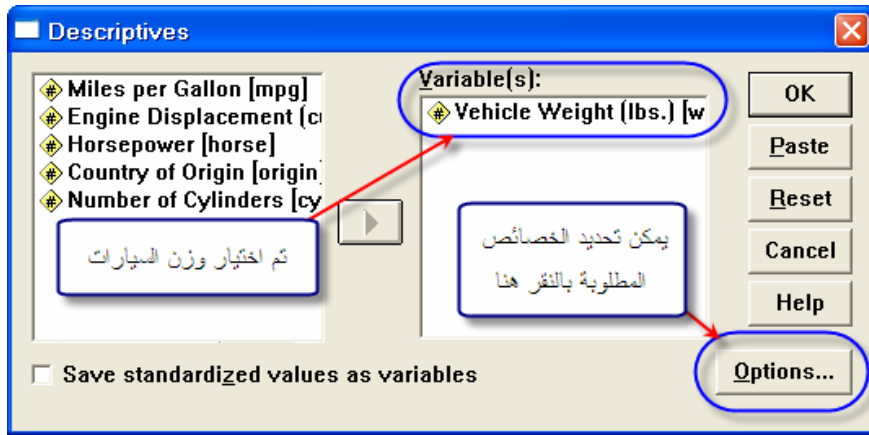 Descriptives
Miles per Gallon [mpg]
Engine Displacement (cu
Horsepower [horse]
Country of Origin [origin]
Number of Cylinders [cy
تم اختيار وزن السيارات
Variable(s):
Vehicle Weight (lbs.) [w
يمكن تحديد الخصائص
المطلوبة بالنقر هنا
OK
Paste
Reset
Cancel
Help
Options...
Save standardized values as variables